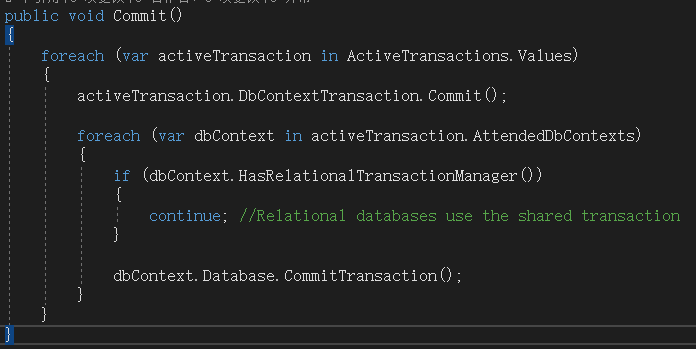 public void Commit()
{
foreach (var activeTransaction in ActiveTransactions.Values)
{
activeTransaction.DbContextTransaction.Commit();
foreach (var dbContext in activeTransaction.AttendedDbContexts)
{
if (dbContext.HasRelationalTransactionManager())
{
continue; //Relational databases use the shared transaction
}
dbContext.Database.CommitTransaction();
}
}
}